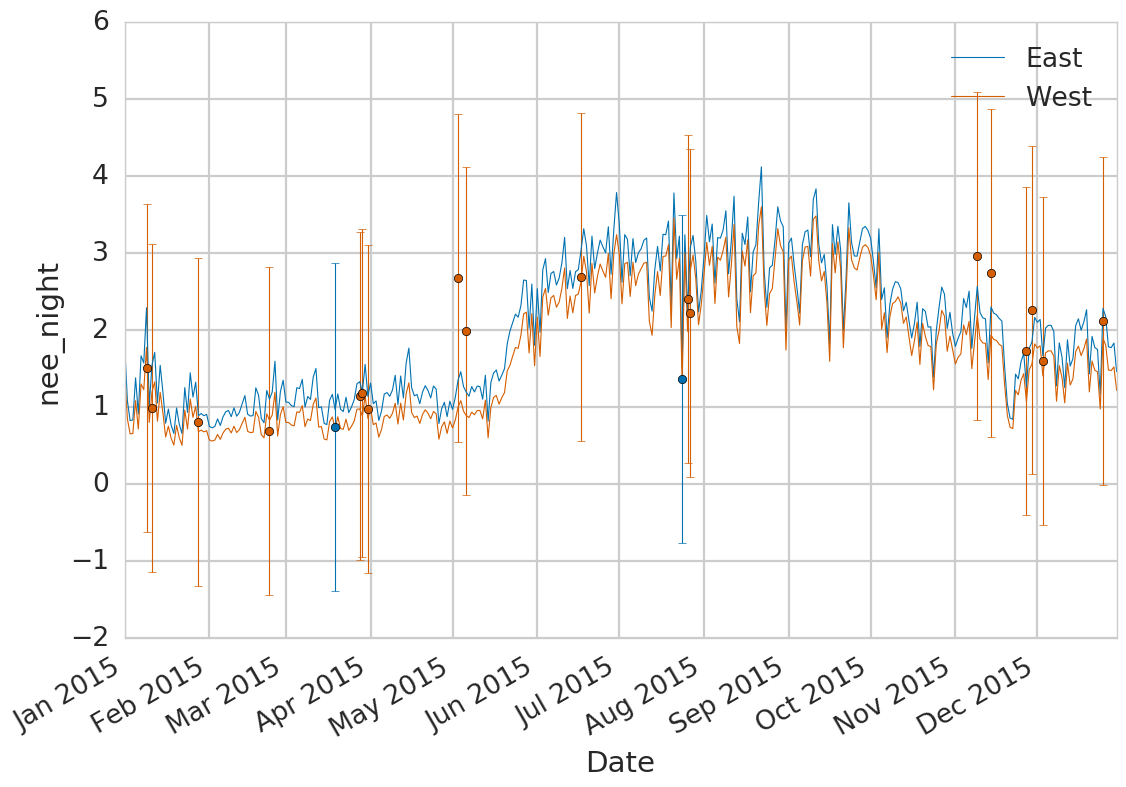 6
5
4
3
2
1
0
−1
−2
nee_night
East
West
Jan 2015
Feb 2015
Mar 2015
Apr 2015
May 2015
Jun 2015
Jul 2015
Aug 2015
Sep 2015
Oct 2015
Nov 2015
Dec 2015
Date